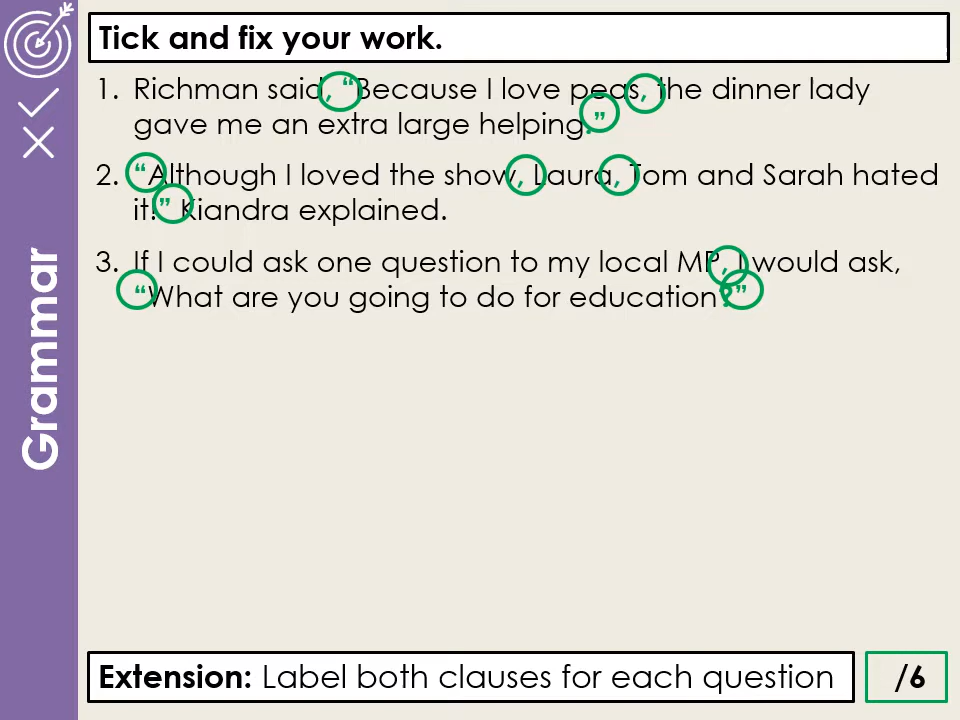 Tick and fix your work.
1. Richman said, “Because I love peas, the dinner lady
gave me an extra large helping.”
2. “Although I loved the show, Laura, Tom and Sarah hated
it!” Kiandra explained.
3. If I could ask one question to my local MP, I would ask,
“What are you going to do for education?”
Grammar
Extension: Label both clauses for each question
/6